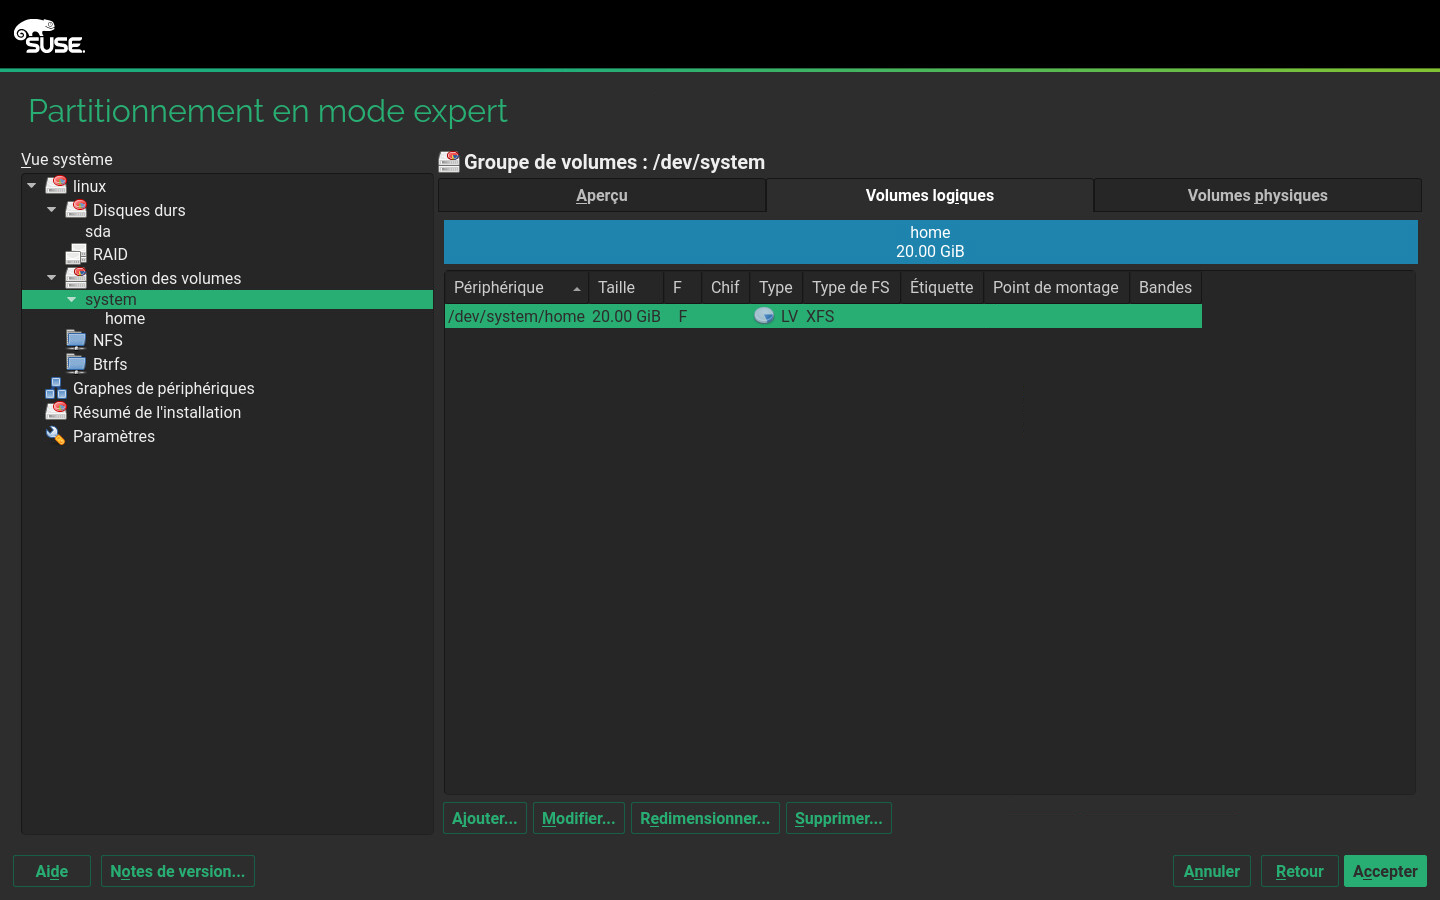 SUSE
Partitionnement en mode expert
Vue système
linux
Disques durs
sda
RAID
Gestion des volumes
system
home
NFS
Btrfs
Graphes de périphériques
Résumé de l'installation
Paramètres
Groupe de volumes : /dev/system
Aperçu Volumes logiques Volumes physiques
home
20.00 GiB
Périphérique Taille F Chif Type Type de FS Étiquette Point de montage Bandes
/dev/system/home 20.00 GiB F LV XFS
Ajouter... Modifier... Redimensionner... Supprimer...
Aide Notes de version... Annuler Retour Accepter